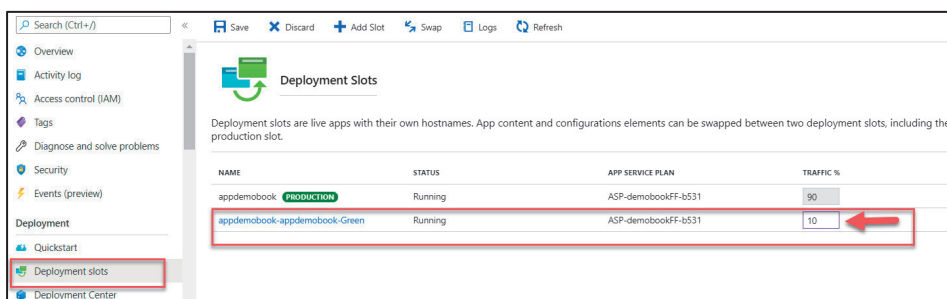 Search (Ctrl+/)
«
Save Discard Add Slot Swap Logs Refresh
Overview
Activity log
Access control (IAM)
Tags
Diagnose and solve problems
Security
Events (preview)
Deployment
Quickstart
Deployment slots
Deployment Center
Deployment Slots
Deployment slots are live apps with their own hostnames. App content and configurations elements can be swapped between two deployment slots, including the
production slot.
NAME STATUS APP SERVICE PLAN TRAFFIC %
appdemobook PRODUCTION Running ASP-demobookFF-b531 90
appdemobook-appdemobook-Green Running ASP-demobookFF-b531 10